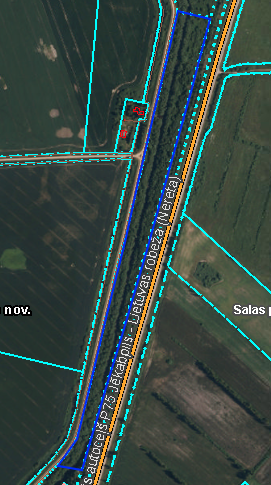 s autoceļš P75 Jēkabpils - Lietuvas robeža (Nereta)
nov.
Salas p